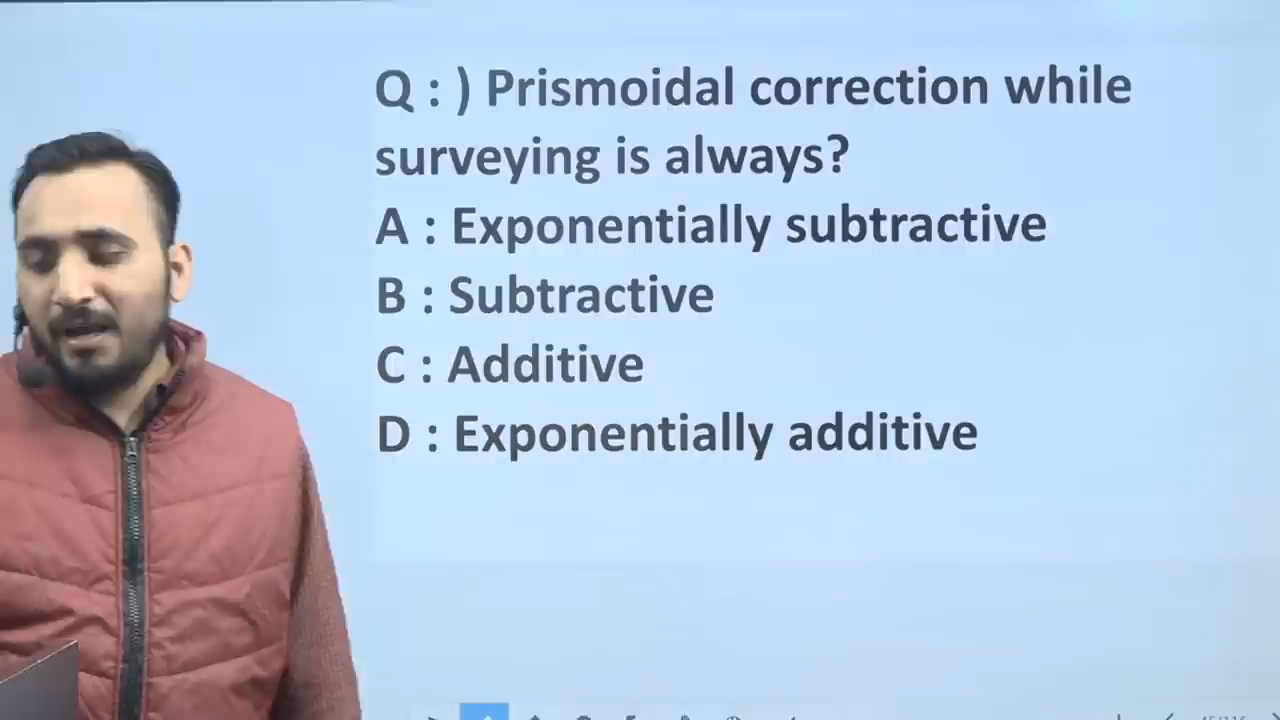 Q : ) Prismoidal correction while
surveying is always?
A : Exponentially subtractive
B : Subtractive
C : Additive
D : Exponentially additive